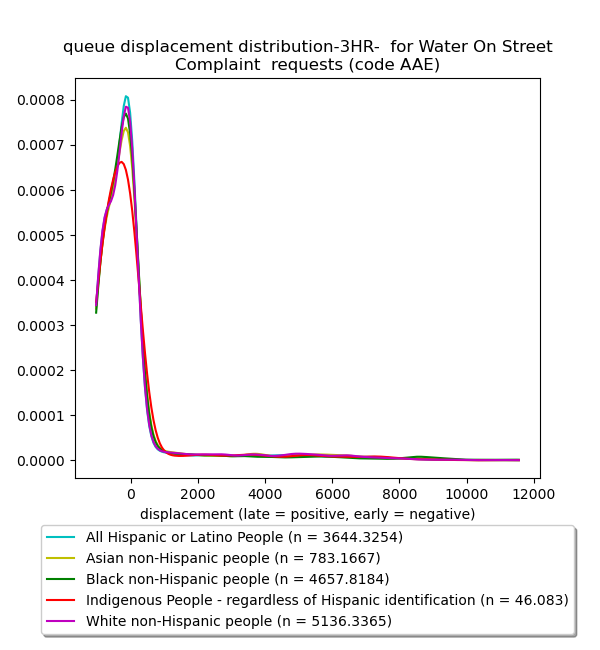 queue displacement distribution-3HR-  for Water On Street
Complaint  requests (code AAE)
0.0008
0.0007
0.0006
0.0005
0.0004
0.0003
0.0002
0.0001
0.0000
0 2000 4000 6000 8000 10000 12000
displacement (late = positive, early = negative)
All Hispanic or Latino People (n = 3644.3254)
Asian non-Hispanic people (n = 783.1667)
Black non-Hispanic people (n = 4657.8184)
Indigenous People - regardless of Hispanic identification (n = 46.083)
White non-Hispanic people (n = 5136.3365)